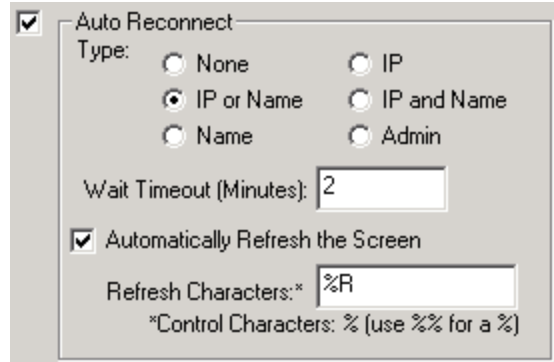 Auto Reconnect
Type:
None
IP
IP or Name
IP and Name
Name
Admin
Wait Timeout (Minutes): 2
Automatically Refresh the Screen
Refresh Characters:* %R
*Control Characters: % (use %% for a %)